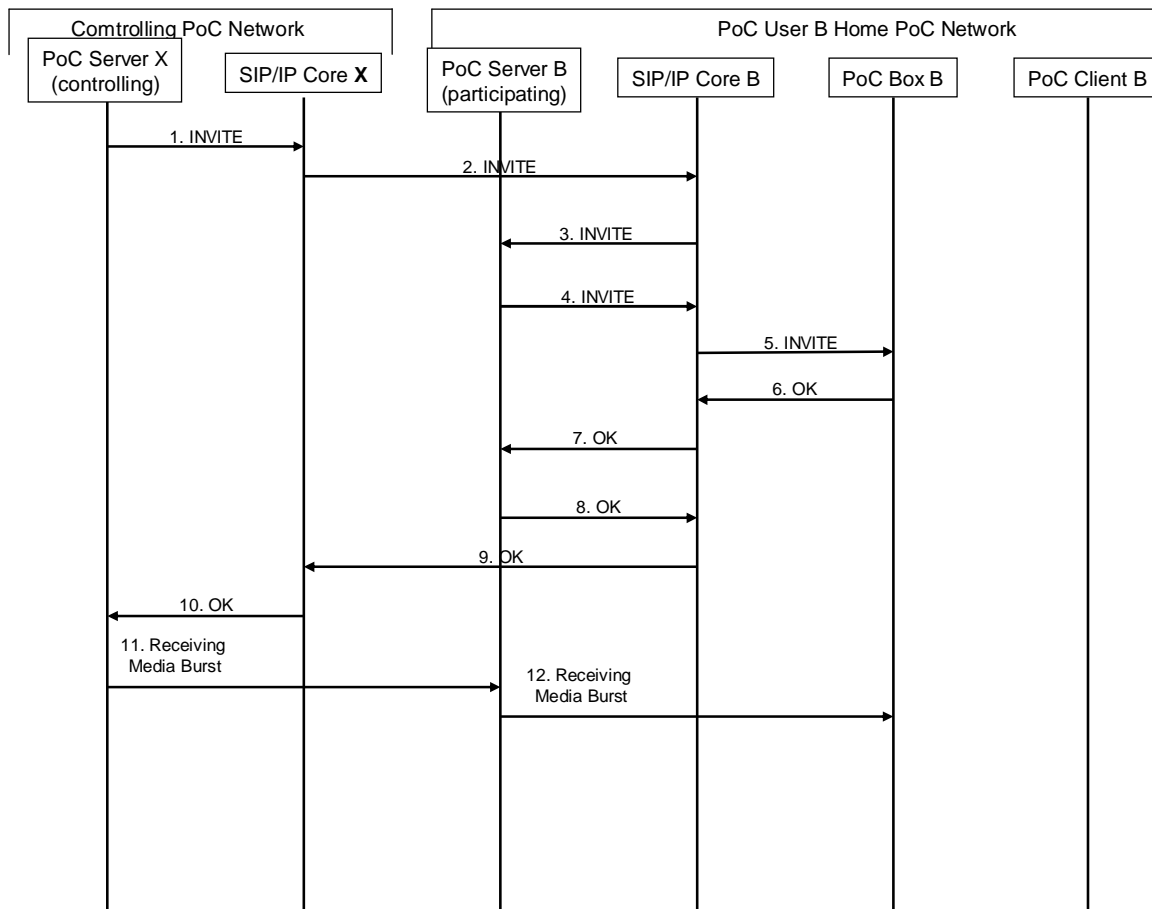 Comtrolling PoC Network
PoC User B Home PoC Network
PoC Server X
(controlling)
SIP/IP Core X
PoC Server B
(participating)
SIP/IP Core B
PoC Box B
PoC Client B
1. INVITE
2. INVITE
3. INVITE
4. INVITE
5. INVITE
6. OK
7. OK
8. OK
9. OK
10. OK
11. Receiving
Media Burst
12. Receiving
Media Burst